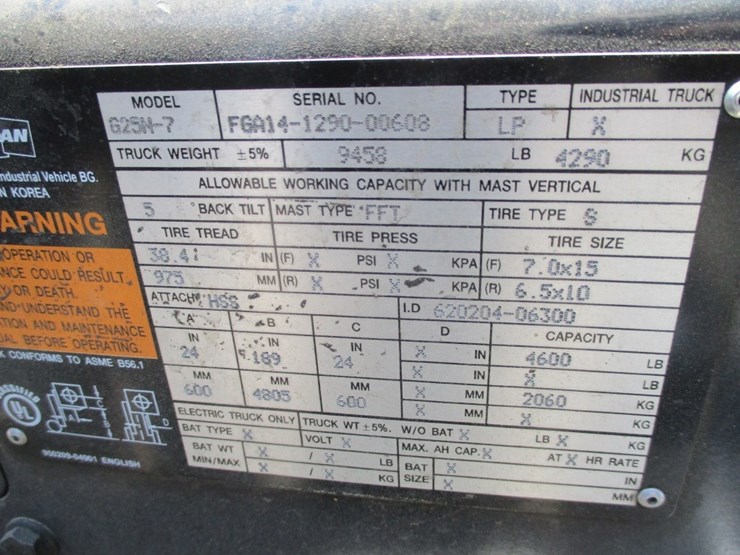 AN
ndustrial Vehicle BG.
N KOREA
ARNING
OPERATION OR
NCE COULD RESULT
Y OR DEATH.
AND UNDERSTAND THE
TION AND MAINTENANCE
AL BEFORE OPERATING.
K CONFORMS TO ASME B56.1
UL
900209-04901 ENGLISH
MODEL SERIAL NO. TYPE INDUSTRIAL TRUCK
G25N-7 FGA14-1290-00608 LP X
TRUCK WEIGHT ±5% 9458 LB 4290 KG
ALLOWABLE WORKING CAPACITY WITH MAST VERTICAL
5 ° BACK TILT MAST TYPE FFT TIRE TYPE S
TIRE TREAD TIRE PRESS TIRE SIZE
38.41 IN (F) X PSI X KPA (F) 7.0x15
975 MM (R) X PSI X KPA (R) 6.5x10
ATTACH HSS I.D 620204-06300
A B C D CAPACITY
IN IN IN X IN 4600 LB
24 189 24 X IN X LB
MM MM MM X MM 2060 KG
600 4805 600 X MM X KG
ELECTRIC TRUCK ONLY TRUCK WT ±5%. W/O BAT X LB X KG
BAT TYPE X VOLT X MAX. AH CAP. X AT X HR RATE
BAT WT X / X LB BAT X IN
MIN/MAX X / X KG SIZE X MM